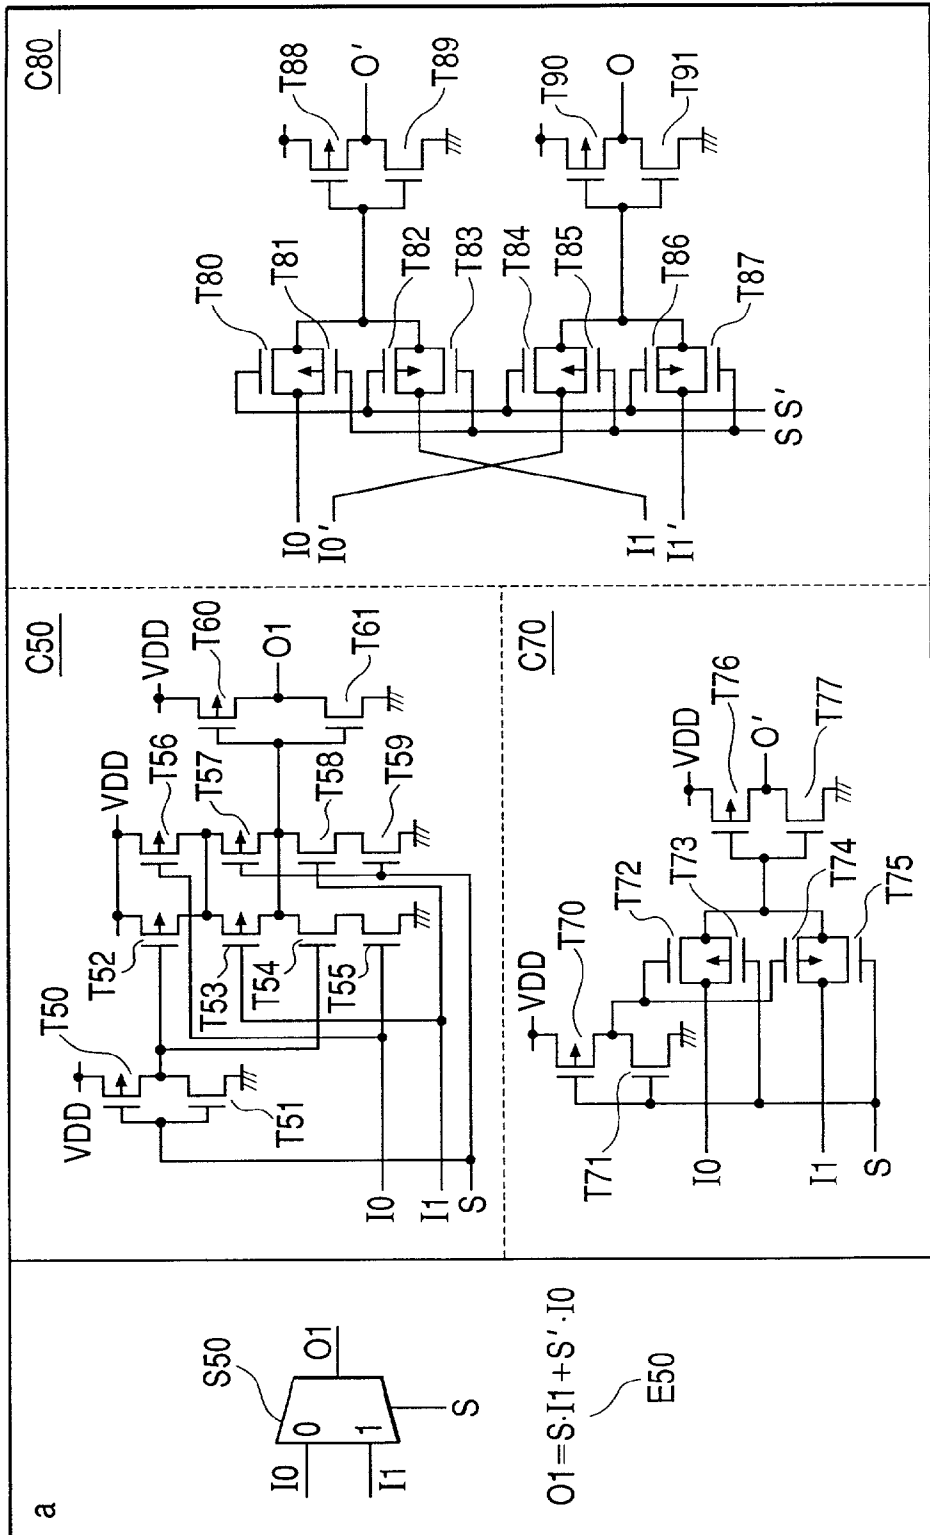 a
I0
I1
0
1
S50
O1
S
O1=S·I1+S'·I0
E50
C50
VDD
T50
T51
VDD
T52
T53
T54
T55
T56
T57
T58
T59
VDD
T60
O1
T61
I0
I1
S
C70
VDD
T70
T71
T72
T73
T74
T75
VDD
T76
O'
T77
I0
I1
S
C80
T80
T81
T82
T83
T84
T85
T86
T87
T88
O'
T89
T90
O
T91
I0
I0'
I1
I1'
S
S'